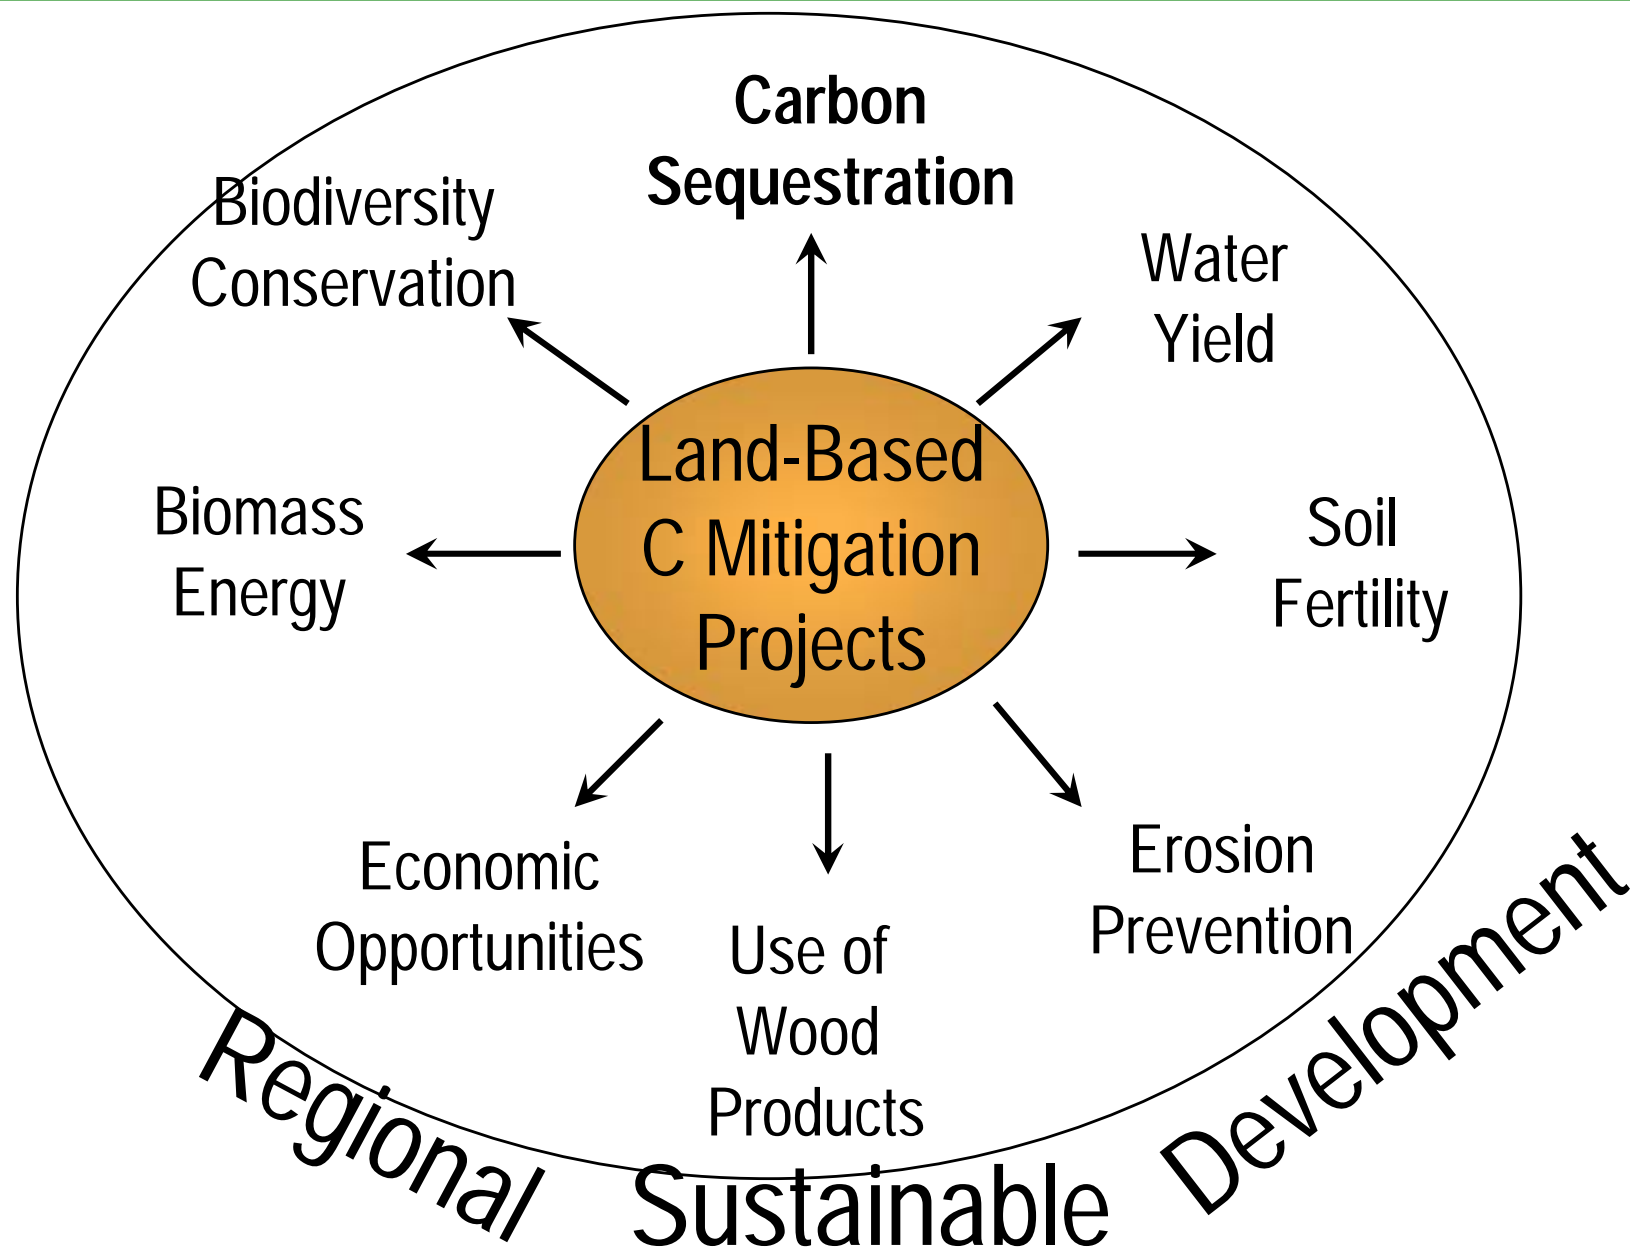 Carbon
Sequestration
Biodiversity
Conservation
Water
Yield
Land-Based
C Mitigation
Projects
Biomass
Energy
Soil
Fertility
Economic
Opportunities
Use of
Wood
Products
Erosion
Prevention
Regional Sustainable Development